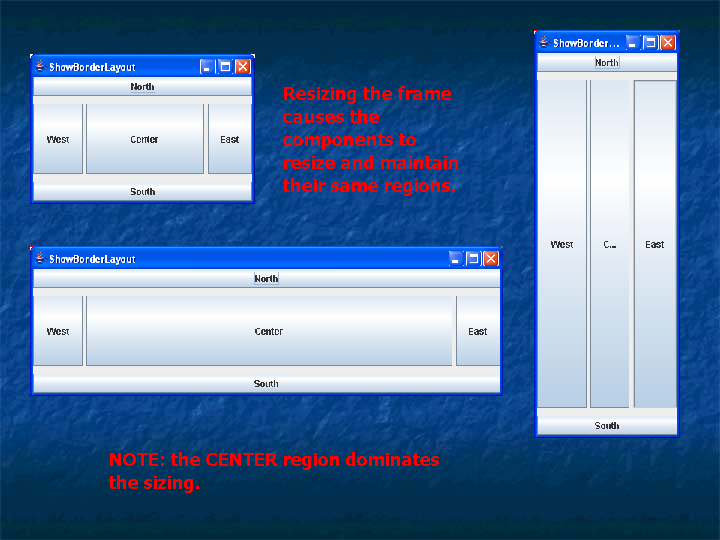 ShowBorderLayout
North
West Center East
South
Resizing the frame
causes the
components to
resize and maintain
their same regions.
ShowBorder...
North
West C... East
South
ShowBorderLayout
North
West Center East
South
NOTE: the CENTER region dominates
the sizing.